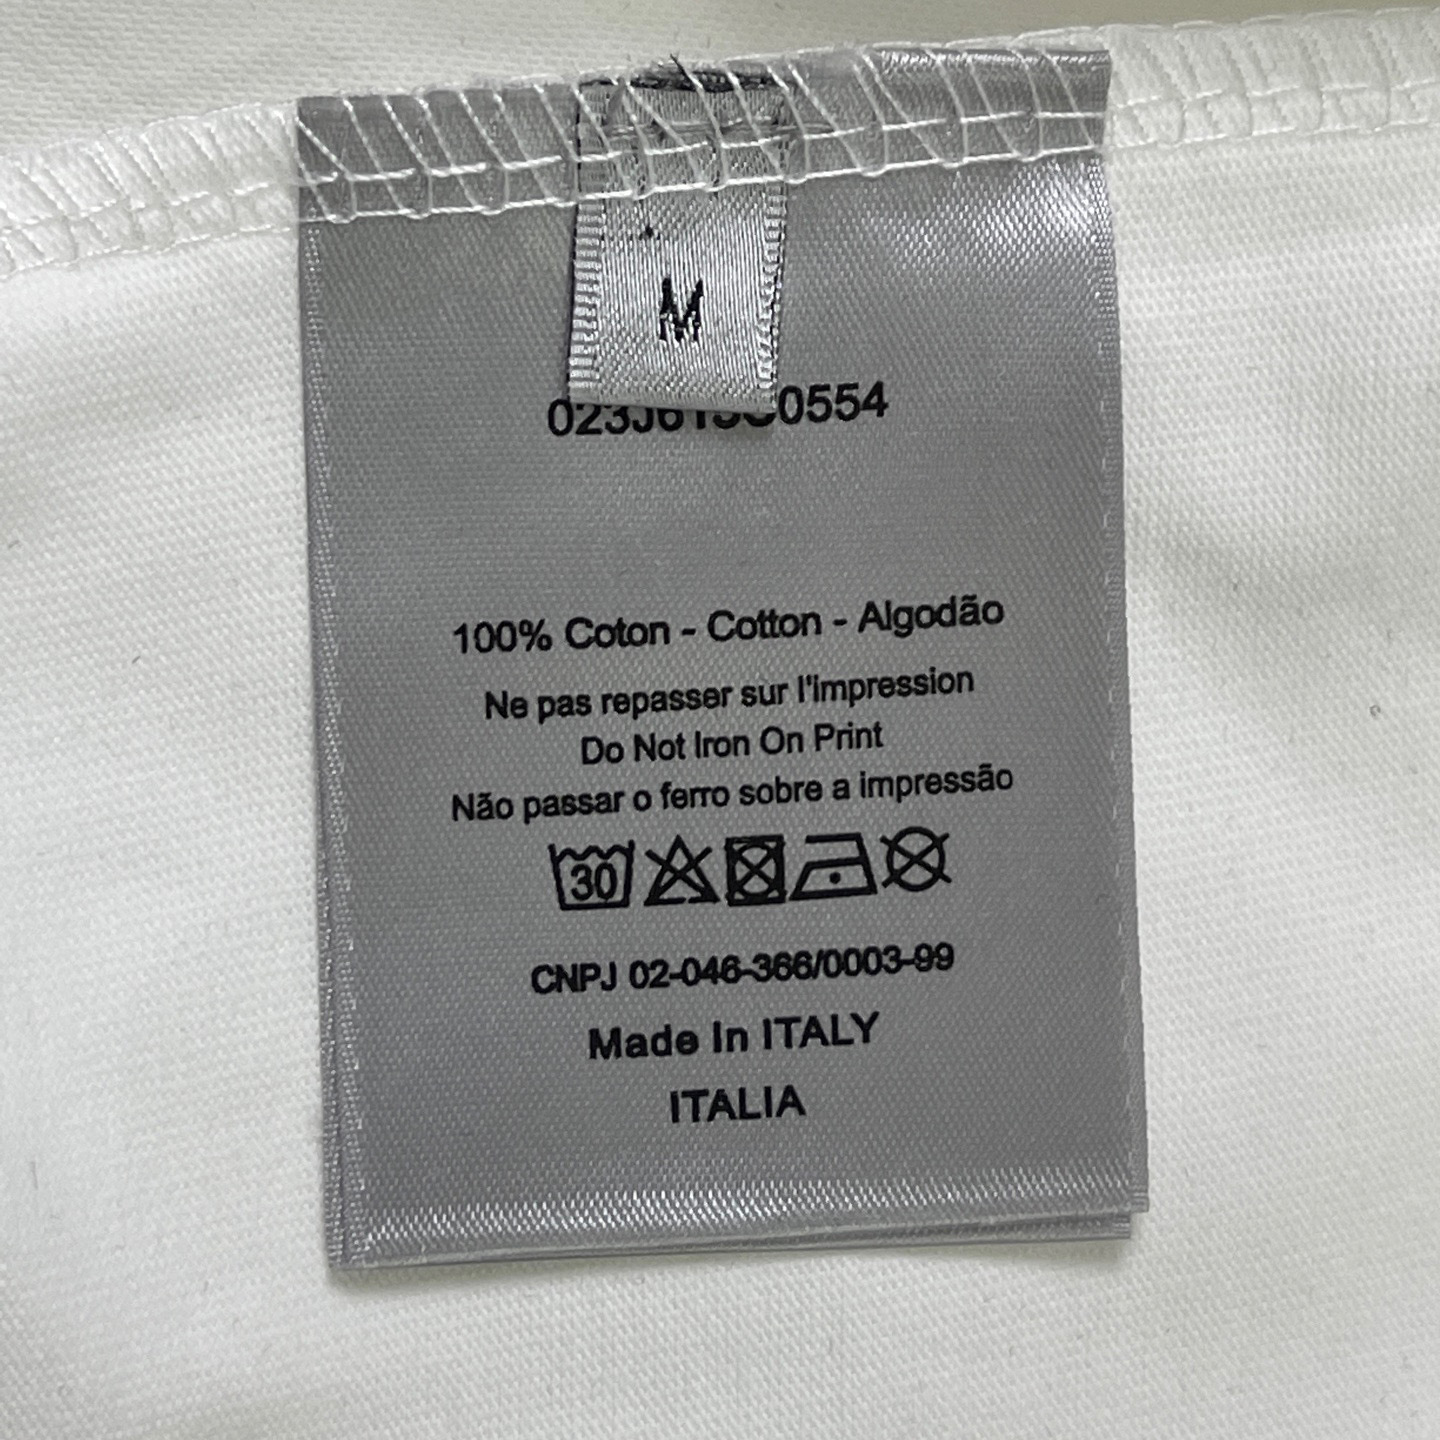 M
100% Coton - Cotton - Algodão
Ne pas repasser sur l'impression
Do Not Iron On Print
Não passar o ferro sobre a impressão
30
CNPJ 02-046-366/0003-99
Made In ITALY
ITALIA